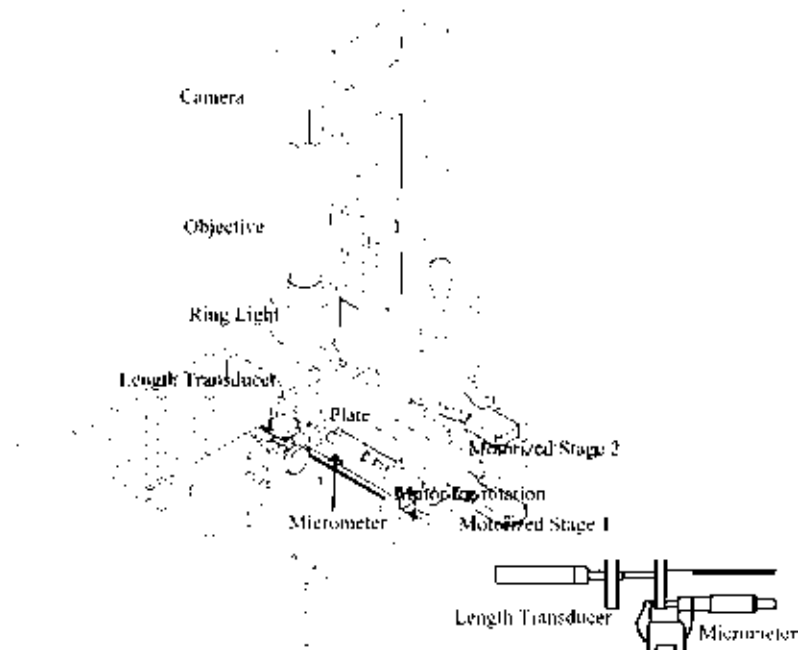 Camera
Objective
Ring Light
Length Transducer
Plate
Motorized Stage 2
Motor for rotation
Micrometer
Motorized Stage 1
Length Transducer
Micrometer